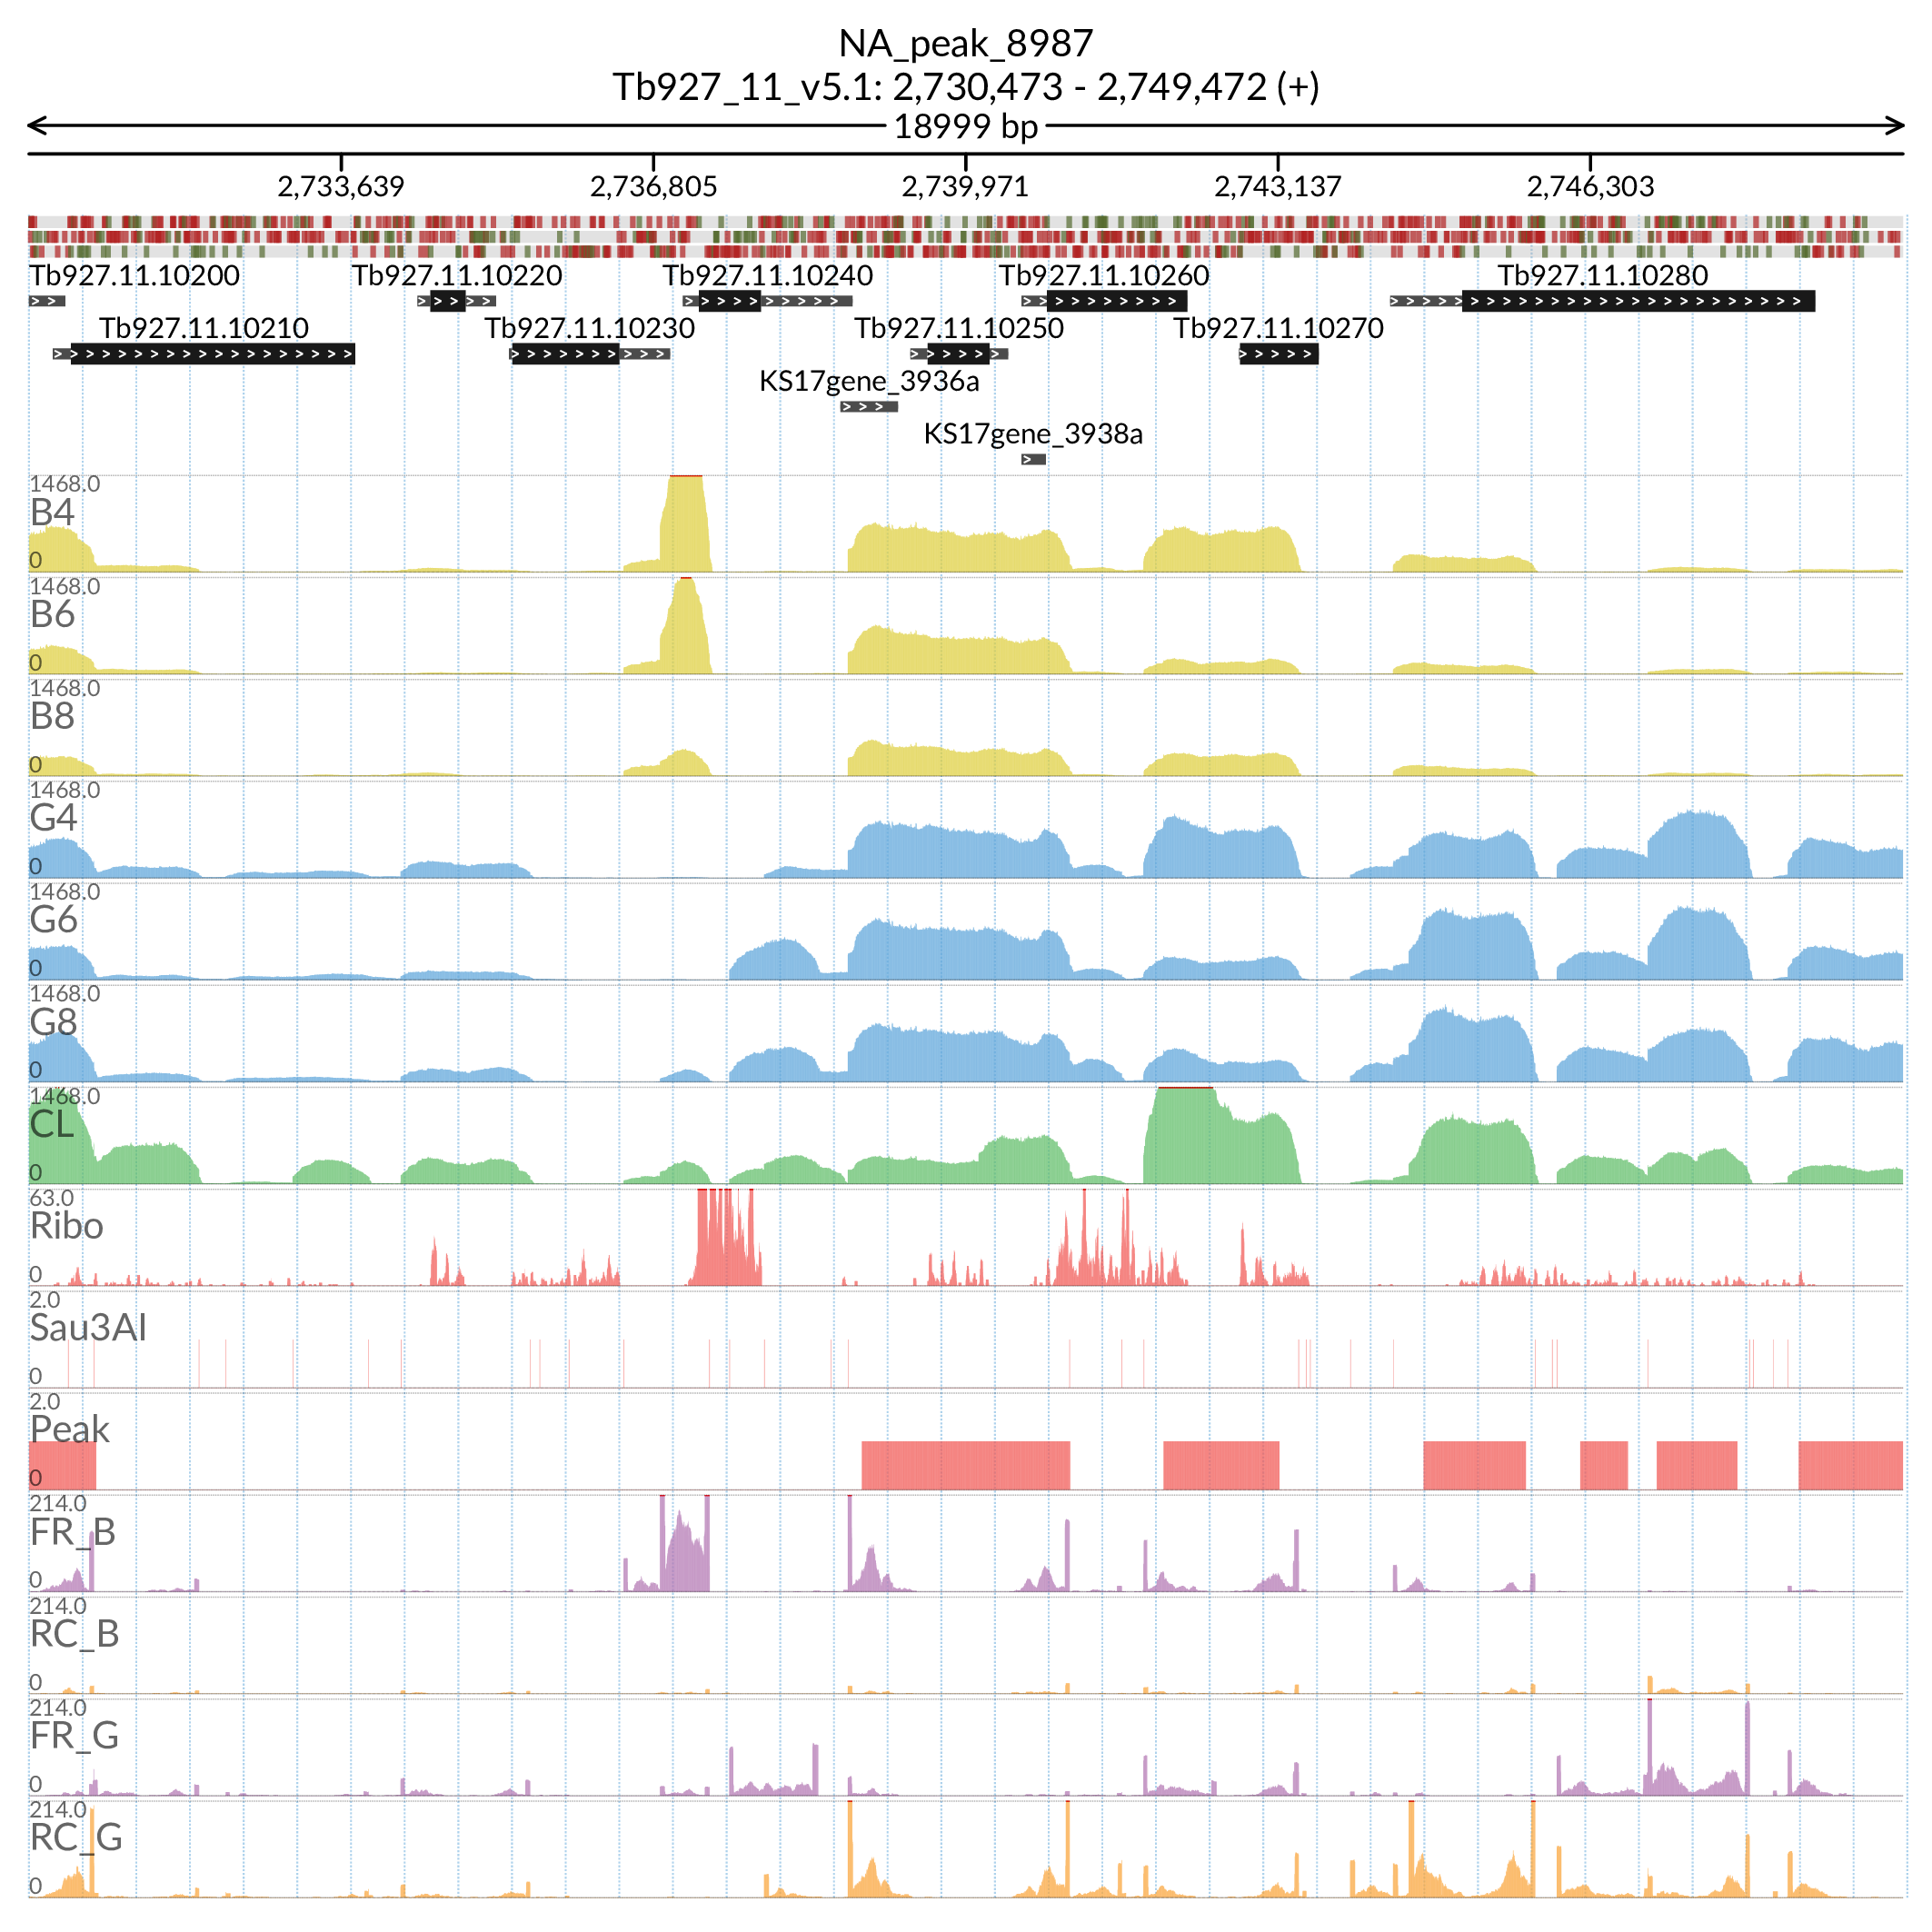 NA_peak_8987
Tb927_11_v5.1: 2,730,473 - 2,749,472 (+)
18999 bp
2,733,639 2,736,805 2,739,971 2,743,137 2,746,303
Tb927.11.10200 Tb927.11.10220 Tb927.11.10240 Tb927.11.10260 Tb927.11.10280
Tb927.11.10210 Tb927.11.10230 Tb927.11.10250 Tb927.11.10270
KS17gene_3936a
KS17gene_3938a
1468.0
B4
0
1468.0
B6
0
1468.0
B8
0
1468.0
G4
0
1468.0
G6
0
1468.0
G8
0
1468.0
CL
0
63.0
Ribo
0
2.0
Sau3AI
0
2.0
Peak
0
214.0
FR_B
0
214.0
RC_B
0
214.0
FR_G
0
214.0
RC_G
0